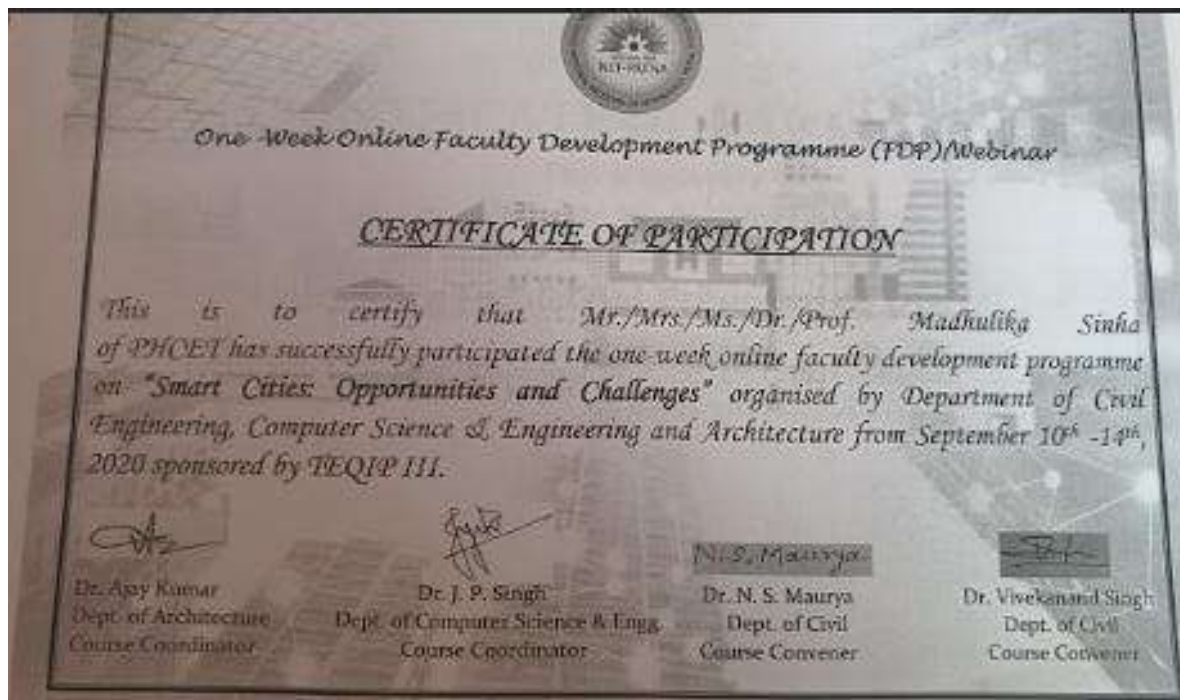 NIT-PATNA
One -Week Online Faculty Development Programme (FDP)/Webinar
CERTIFICATE OF PARTICIPATION
This is to certify that Mr./Mrs./Ms./Dr./Prof. Madhulika Sinha
of PHCET has successfully participated the one-week online faculty development programme
on "Smart Cities: Opportunities and Challenges" organised by Department of Civil
Engineering, Computer Science & Engineering and Architecture from September 10th -14th,
2020 sponsored by TEQIP III.
N.S. Maurya
Dr. Ajay Kumar Dr. J. P. Singh Dr. N. S. Maurya Dr. Vivekanand Singh
Dept. of Architecture Dept. of Computer Science & Engg. Dept. of Civil Dept. of Civil
Course Coordinator Course Coordinator Course Convener Course Convener